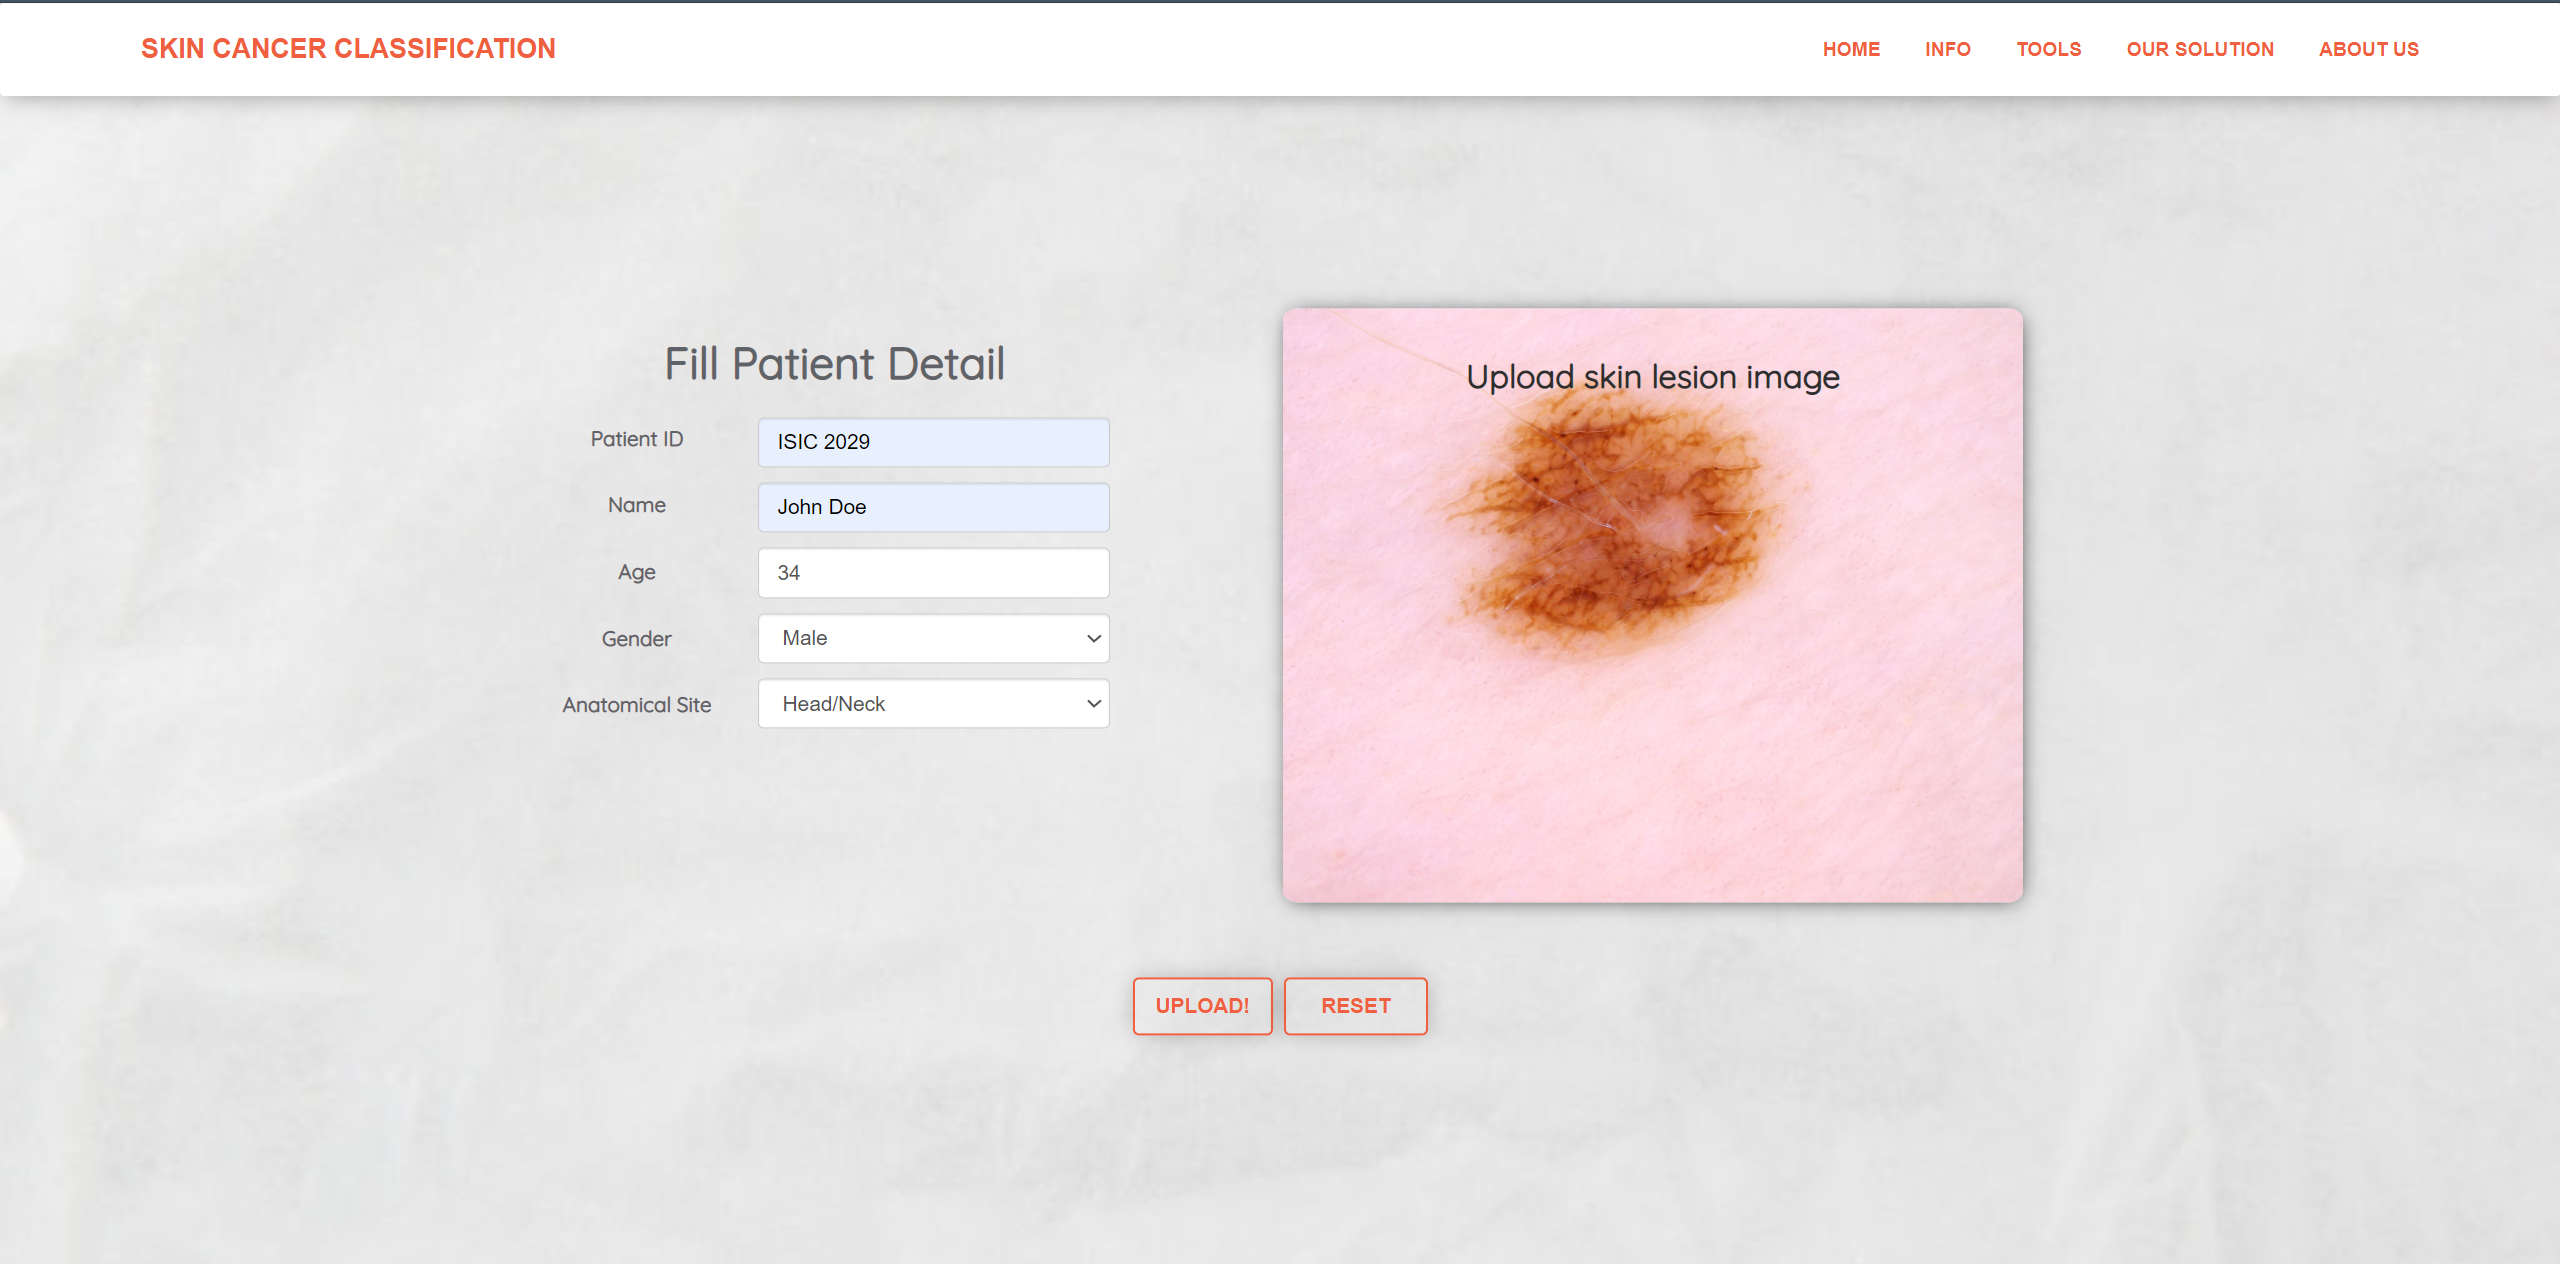 SKIN CANCER CLASSIFICATION
HOME INFO TOOLS OUR SOLUTION ABOUT US
Fill Patient Detail
Patient ID ISIC 2029
Name John Doe
Age 34
Gender Male
Anatomical Site Head/Neck
Upload skin lesion image
UPLOAD! RESET